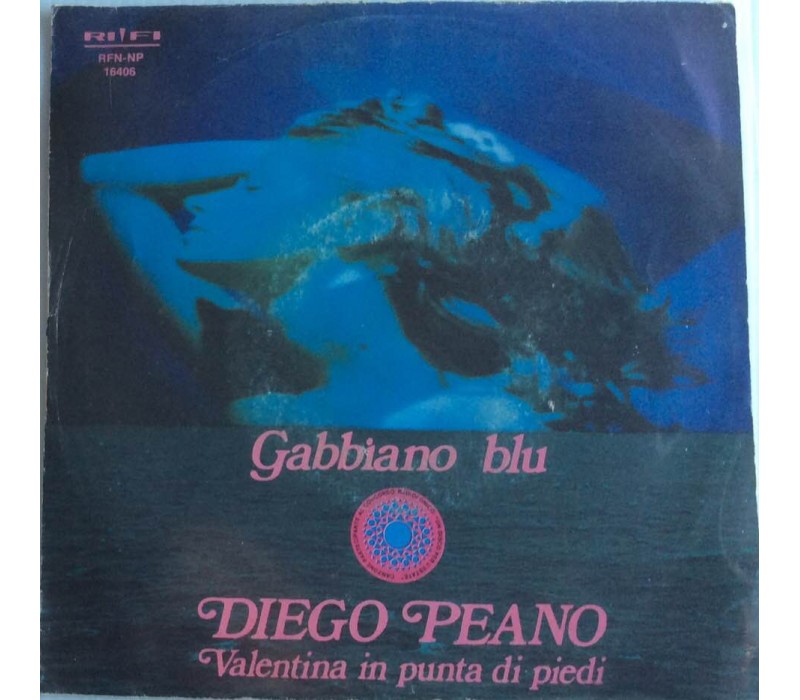 RI!FI
RFN-NP
16406
Gabbiano blu
DIEGO PEANO
Valentina in punta di piedi